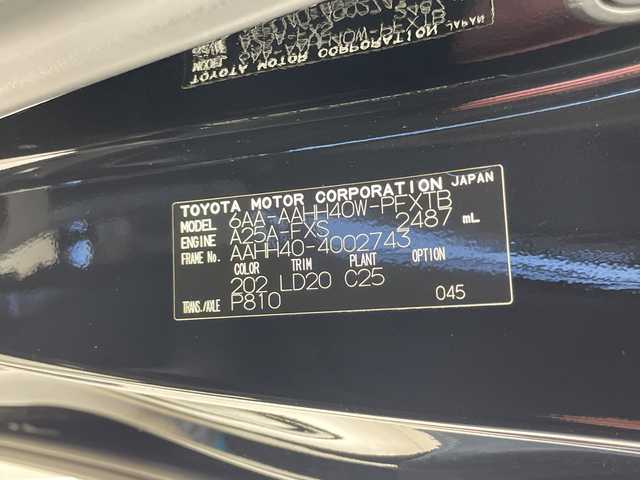 TOYOTA MOTOR CORPORATION JAPAN
MODEL 6AA-AAHH40W-PFXTB
ENGINE A25A-FXS 2487 mL
FRAME No. AAHH40-4002743
COLOR TRIM PLANT OPTION
202 LD20 C25
TRANS./AXLE P810 045